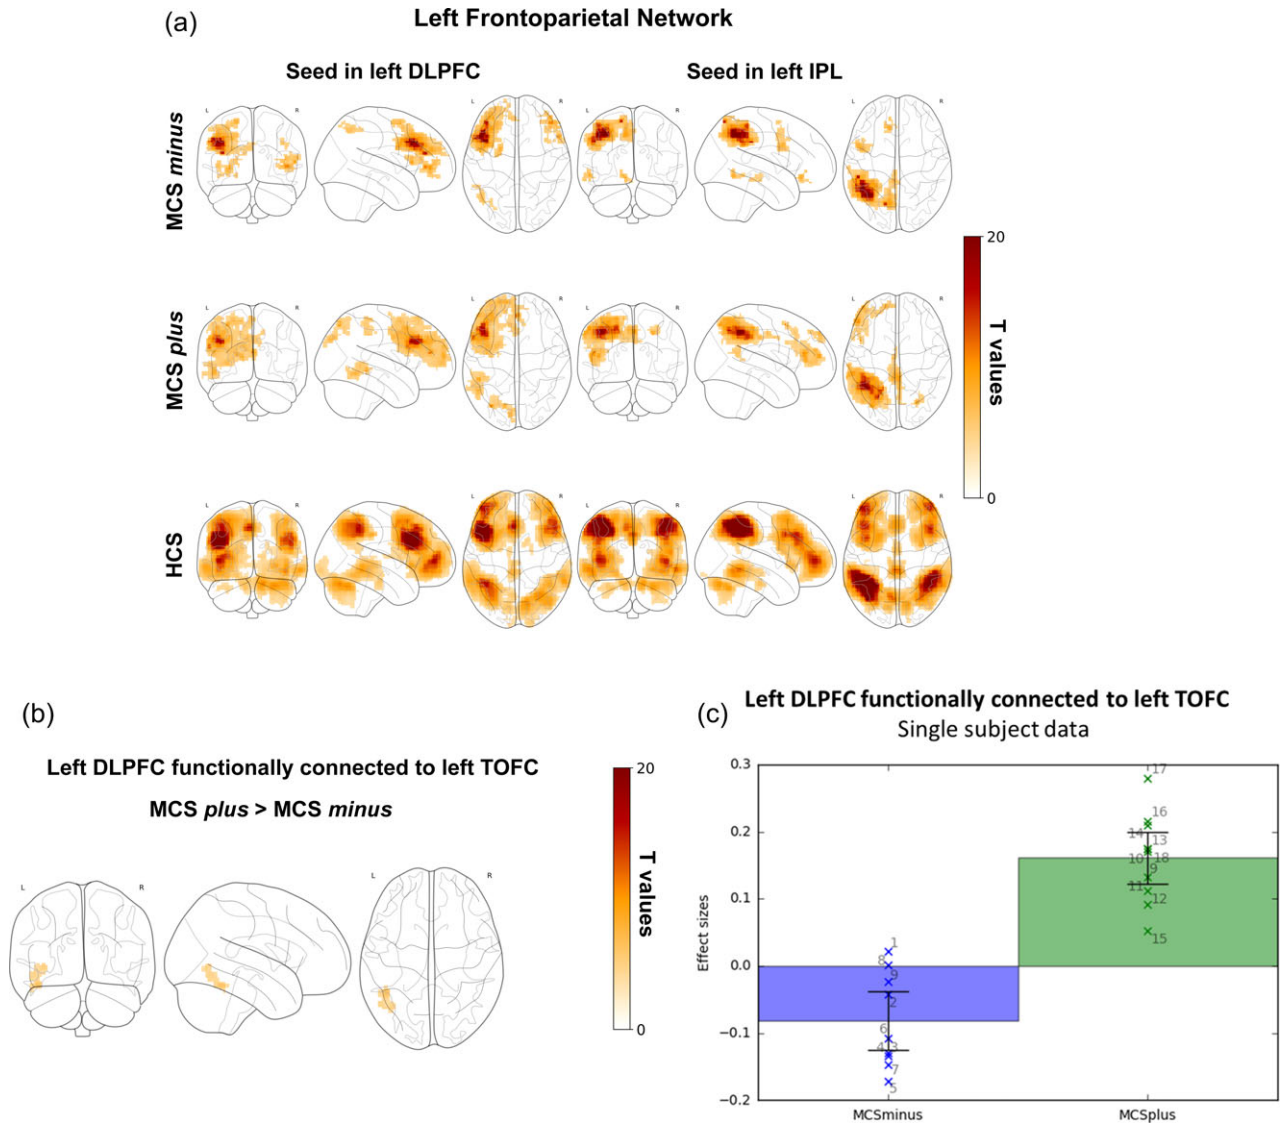 (a)
Left Frontoparietal Network
Seed in left DLPFC
Seed in left IPL
MCS minus
L R L R
L R L R
MCS plus
L R L R
L R L R
HCS
L R L R
L R L R
20
T values
0
(b)
Left DLPFC functionally connected to left TOFC
MCS plus > MCS minus
L R L R
20
T values
0
(c)
Left DLPFC functionally connected to left TOFC
Single subject data
Effect sizes
0.3
0.2
0.1
0.0
−0.1
−0.2
1
8
9
2
6
4 3
7
5
17
16
14 13
10 18
9
11
12
15
MCSminus
MCSplus